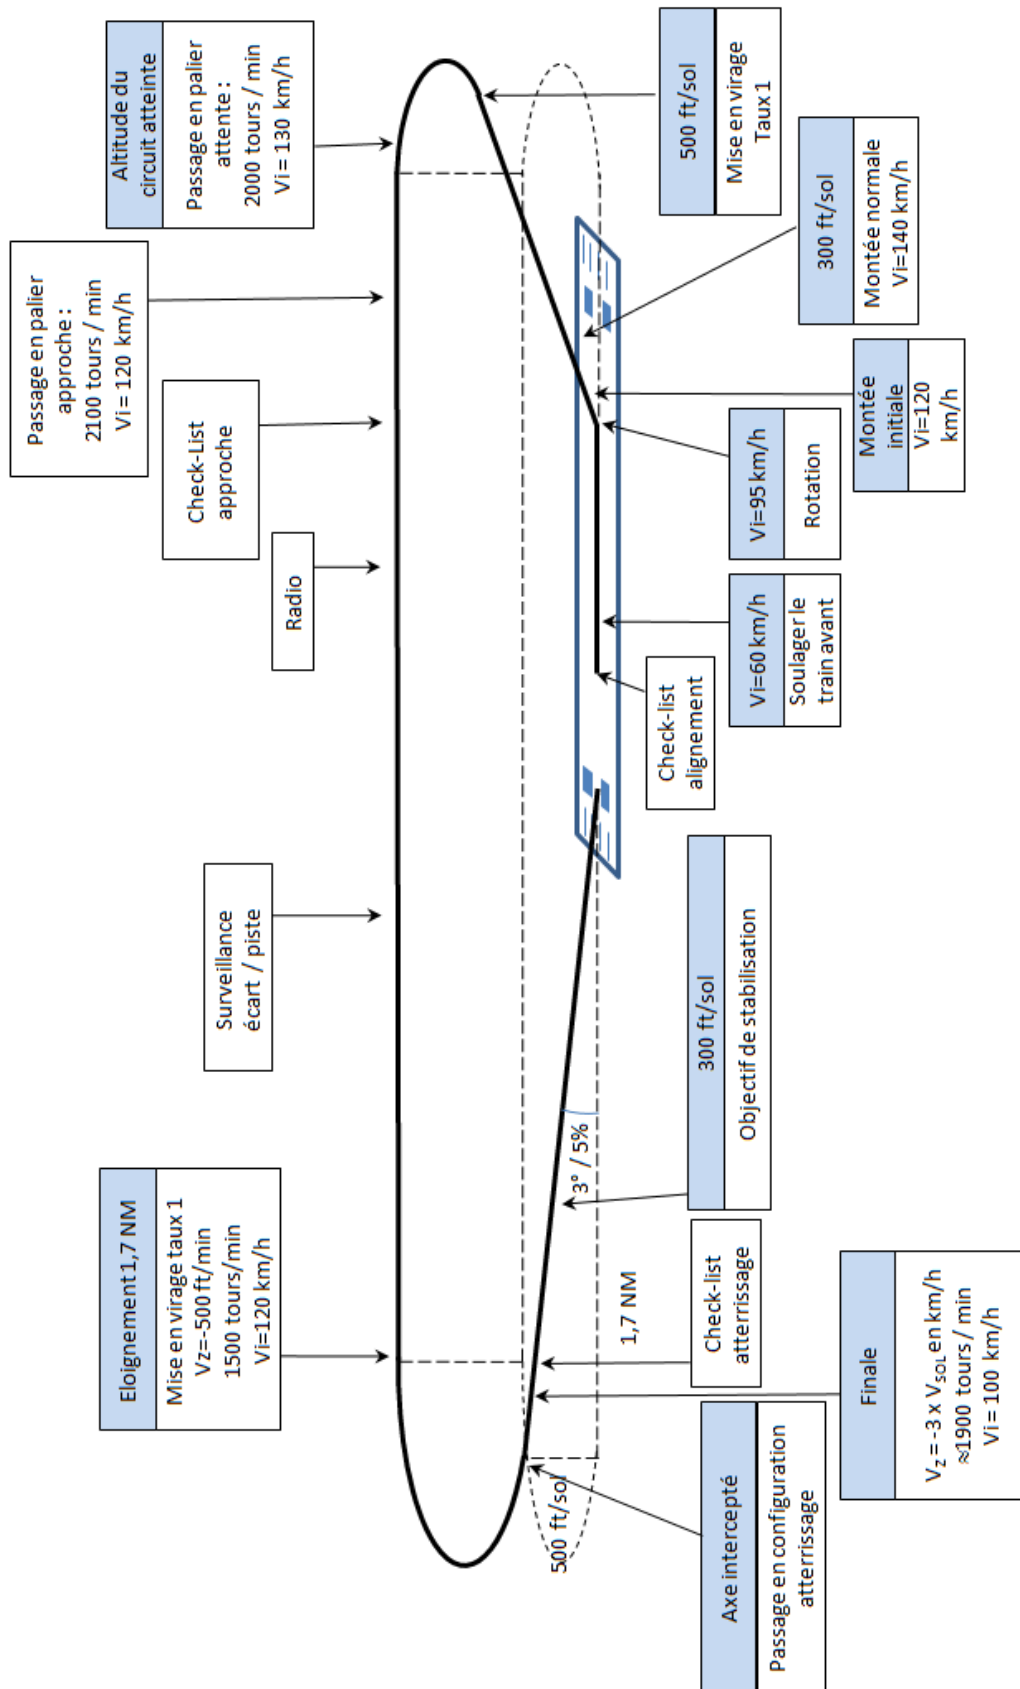 Eloignement 1,7 NM
Mise en virage taux 1
Vz=-500 ft/min
1500 tours/min
Vi=120 km/h
Surveillance
écart / piste
Radio
Check-List
approche
Passage en palier
approche :
2100 tours / min
Vi = 120 km/h
Altitude du
circuit atteinte
Passage en palier
attente :
2000 tours / min
Vi = 130 km/h
500 ft/sol
3° / 5%
1,7 NM
Axe intercepté
Passage en configuration
atterrissage
Finale
VZ = -3 x VSOL en km/h
≈1900 tours / min
Vi = 100 km/h
Check-list
atterrissage
300 ft/sol
Objectif de stabilisation
Check-list
alignement
Vi=60 km/h
Soulager le
train avant
Vi=95 km/h
Rotation
Montée
initiale
Vi=120
km/h
300 ft/sol
Montée normale
Vi=140 km/h
500 ft/sol
Mise en virage
Taux 1